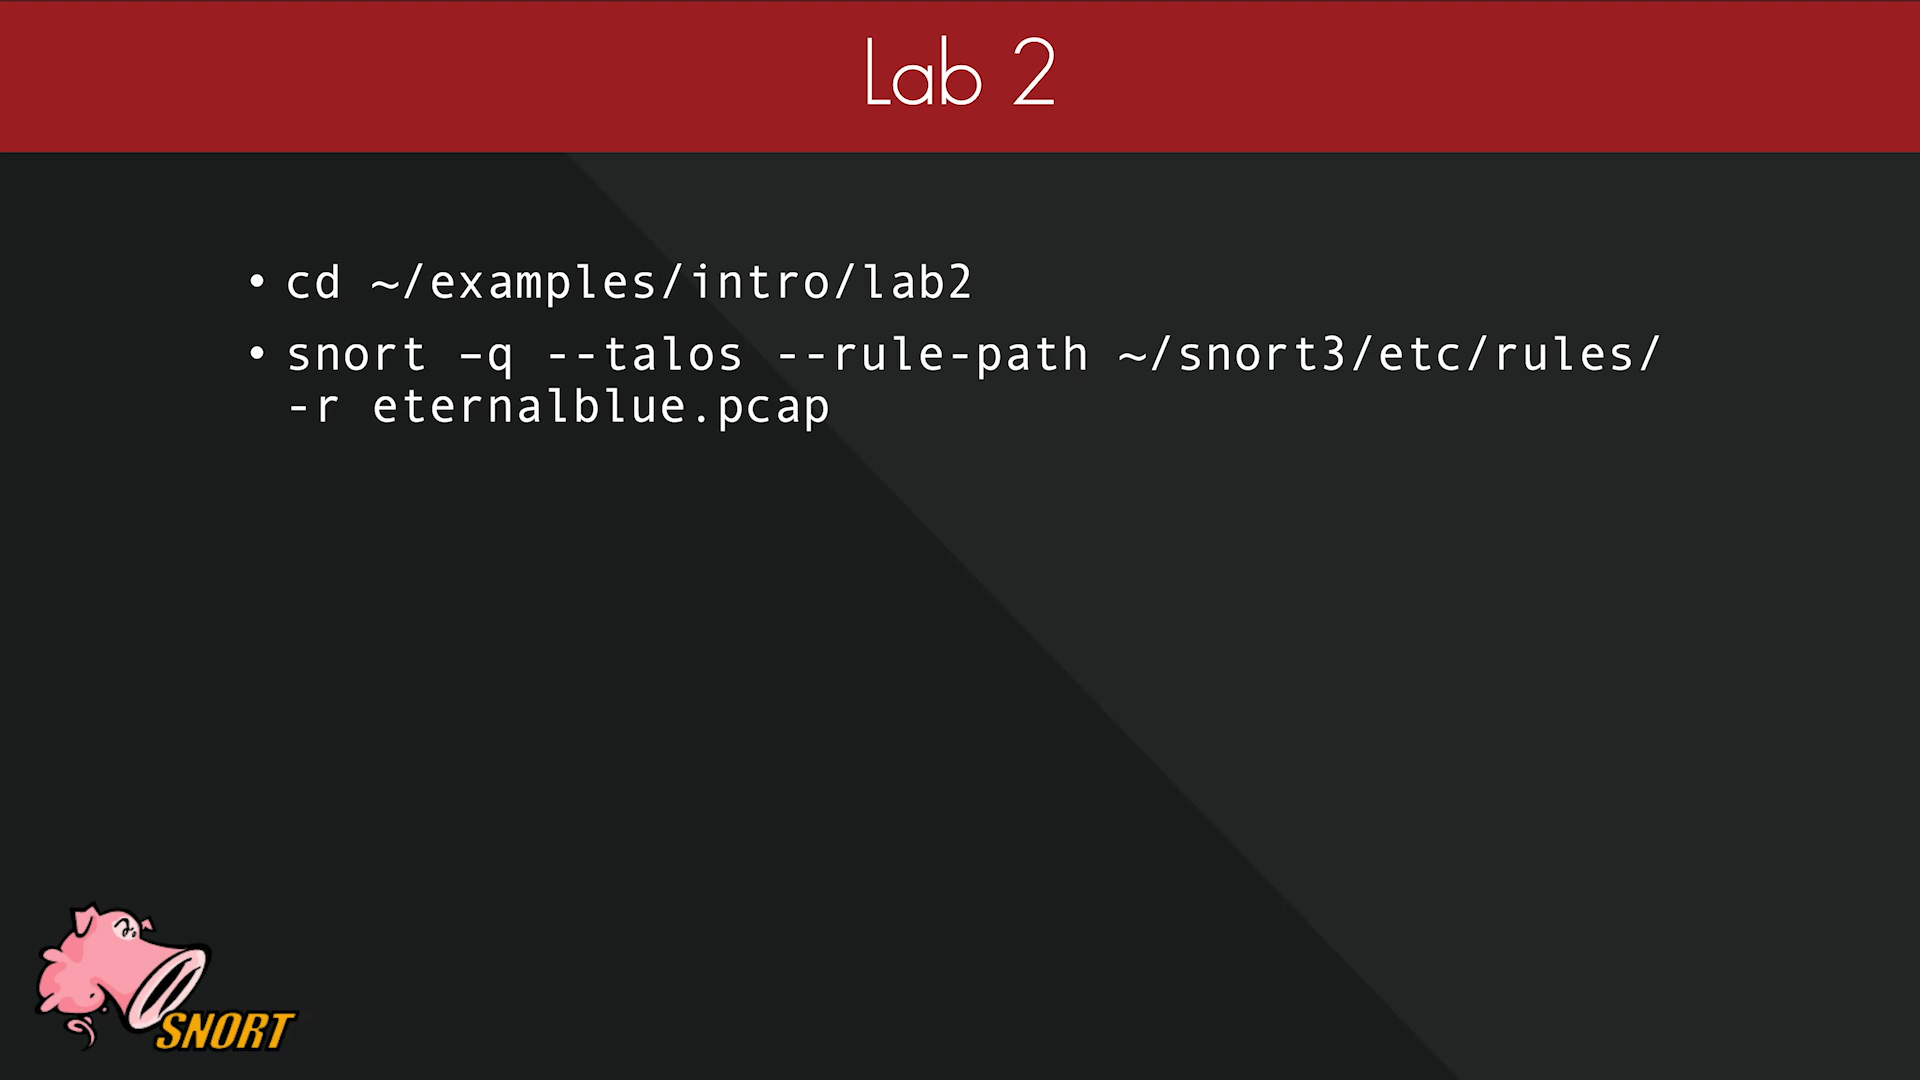 Lab 2
• cd ~/examples/intro/lab2
• snort –q --talos --rule-path ~/snort3/etc/rules/
-r eternalblue.pcap
SNORT